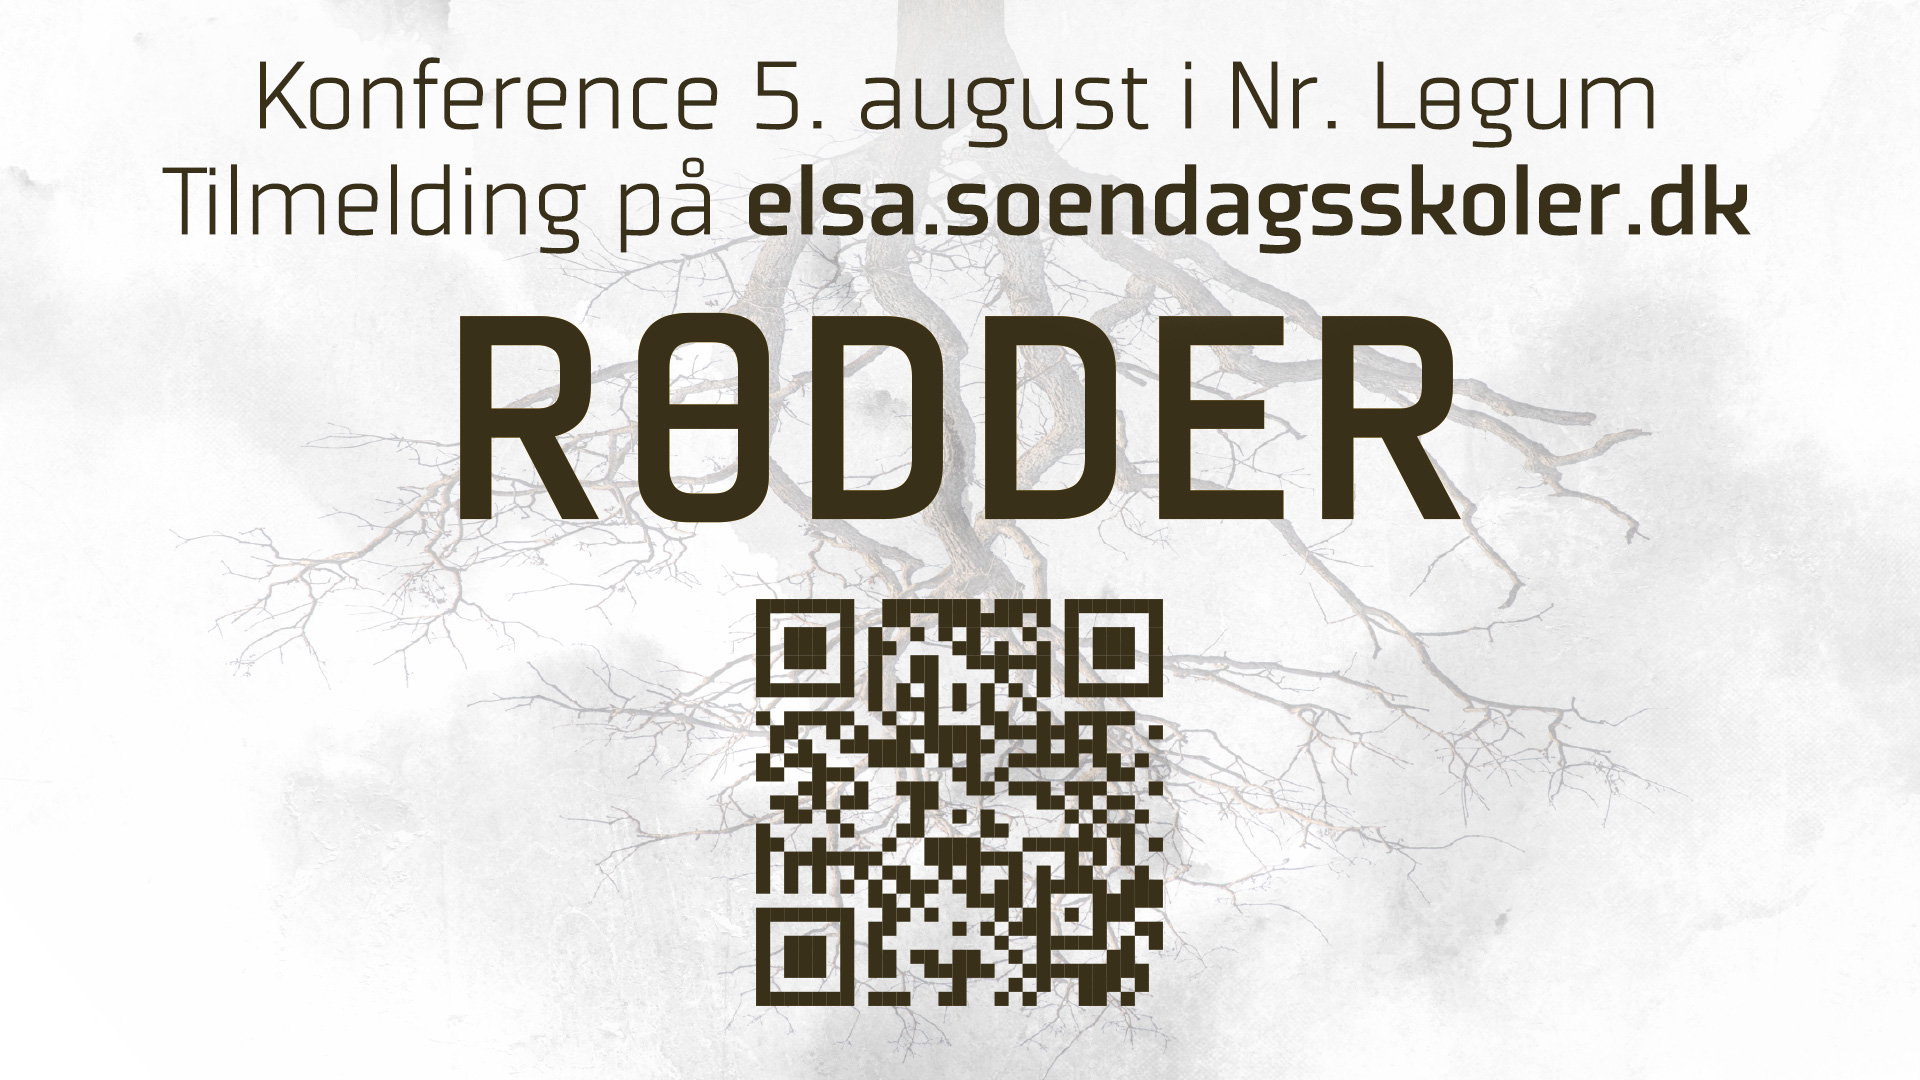 Konference 5. august i Nr. Løgum
Tilmelding på elsa.soendagsskoler.dk
RØDDER